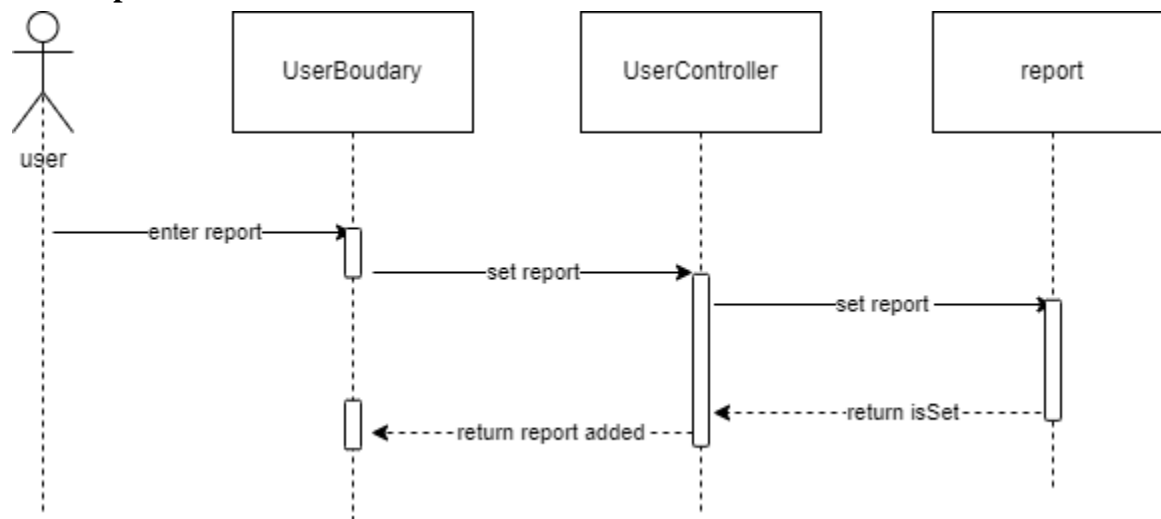 UserBoudary
UserController
report
user
enter report
set report
set report
return isSet
return report added